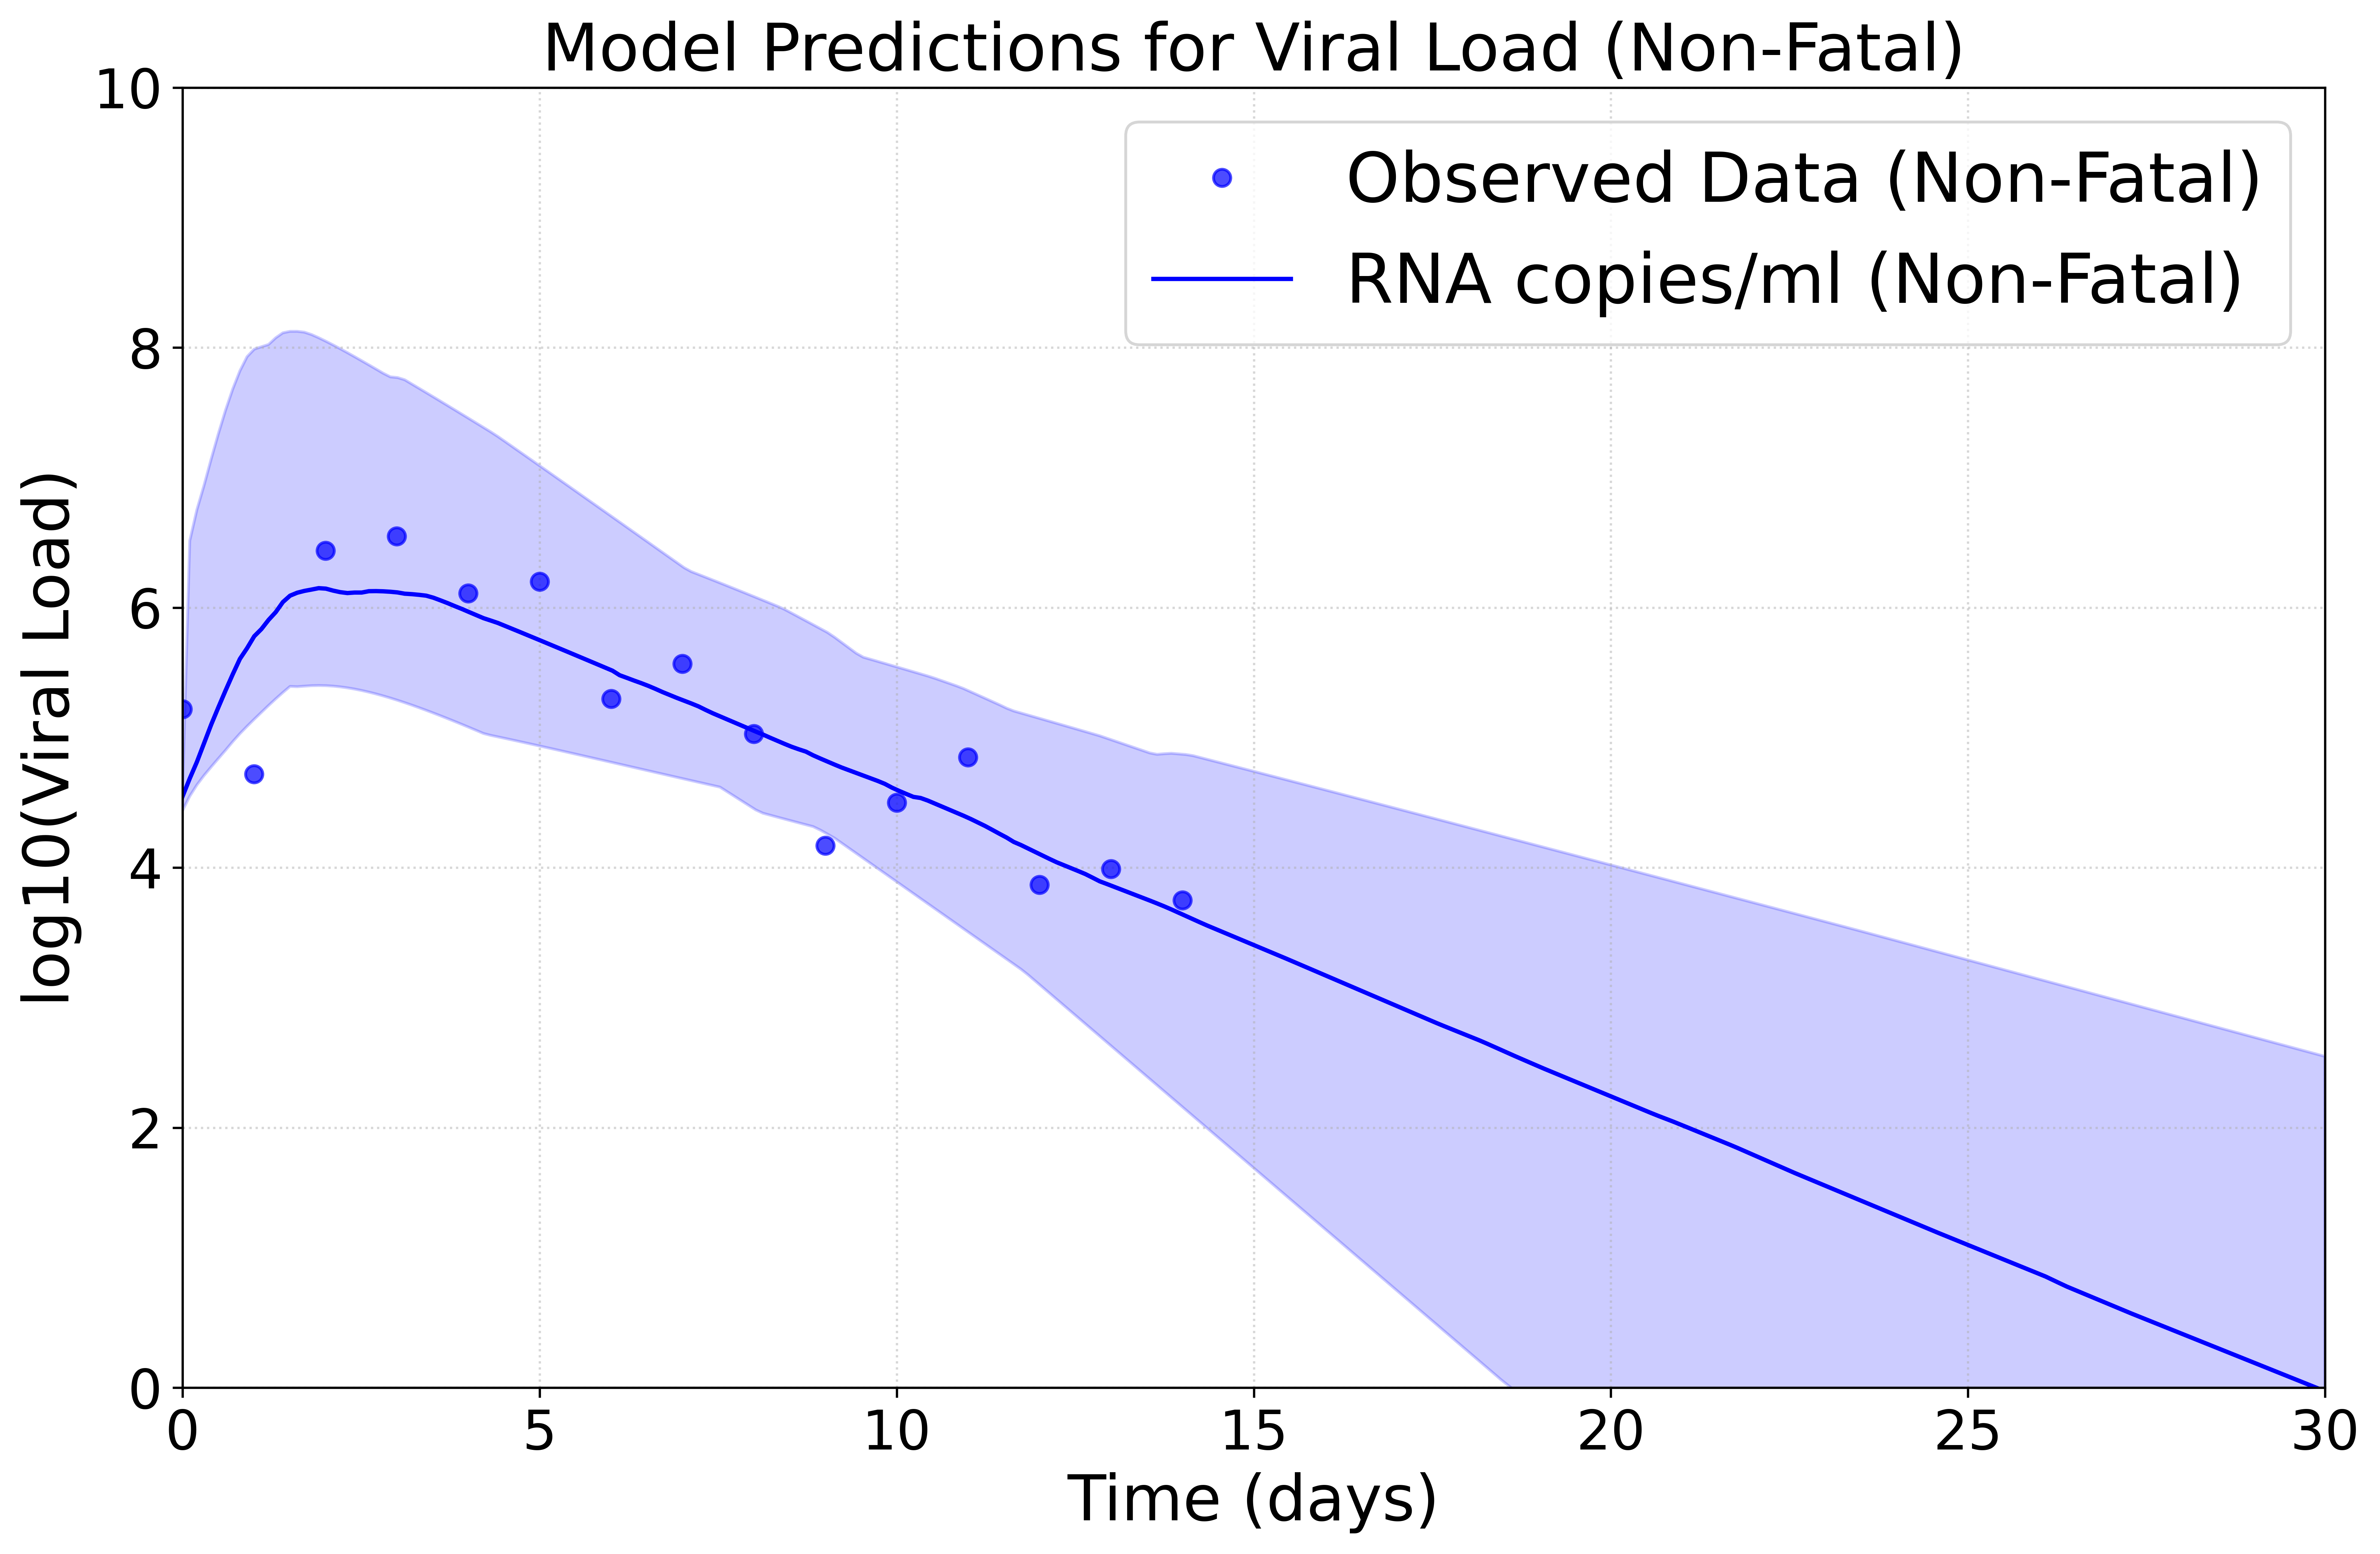 Model Predictions for Viral Load (Non-Fatal)
10
8
6
4
2
0
log10(Viral Load)
Observed Data (Non-Fatal)
RNA copies/ml (Non-Fatal)
0 5 10 15 20 25 30
Time (days)